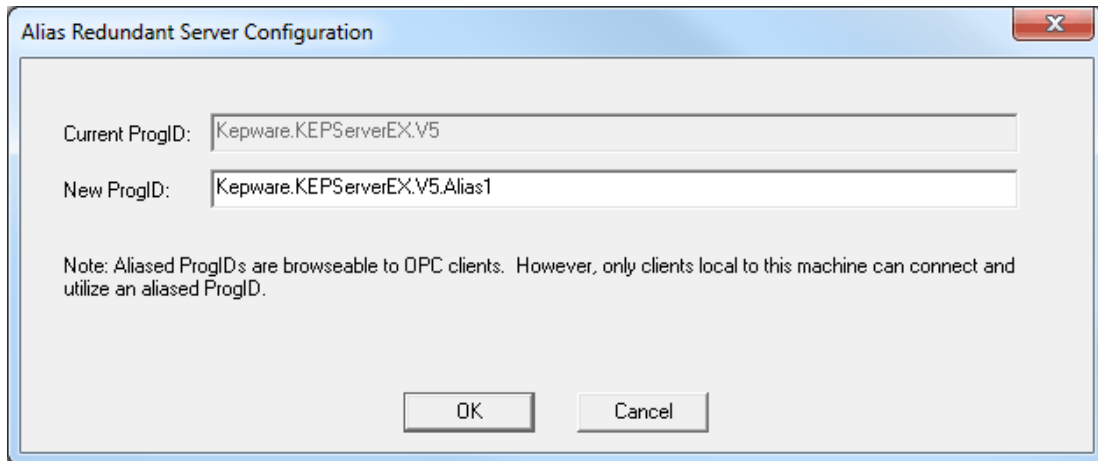 Alias Redundant Server Configuration
Current ProgID: Kepware.KEPServerEX.V5
New ProgID: Kepware.KEPServerEX.V5.Alias1
Note: Aliased ProgIDs are browseable to OPC clients.  However, only clients local to this machine can connect and
utilize an aliased ProgID.
OK Cancel